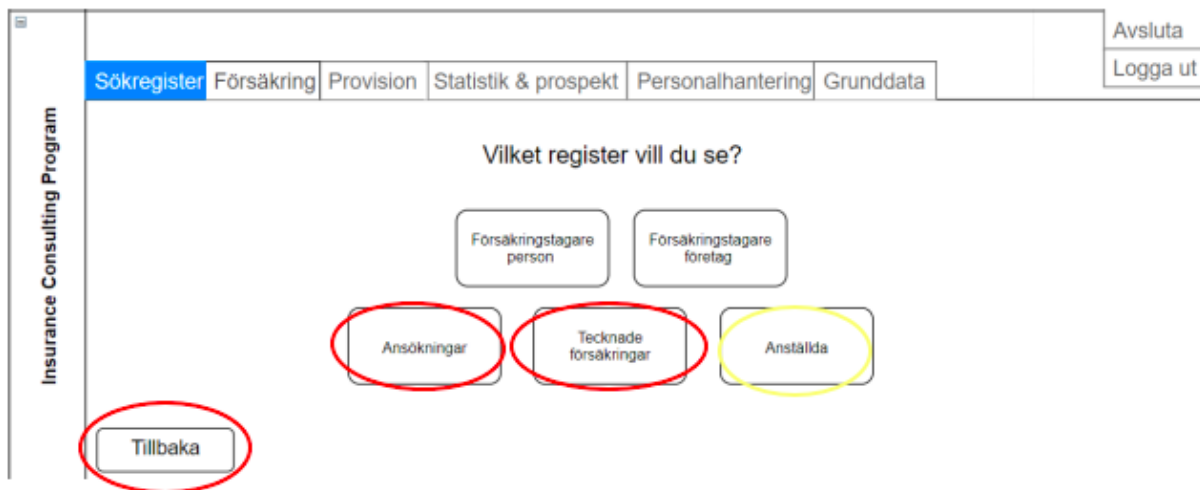 Avsluta
Logga ut
Sökregister Försäkring Provision Statistik & prospekt Personalhantering Grunddata
Insurance Consulting Program
Vilket register vill du se?
Försäkringstagare
person
Försäkringstagare
företag
Ansökningar
Tecknade
försäkringar
Anställda
Tillbaka